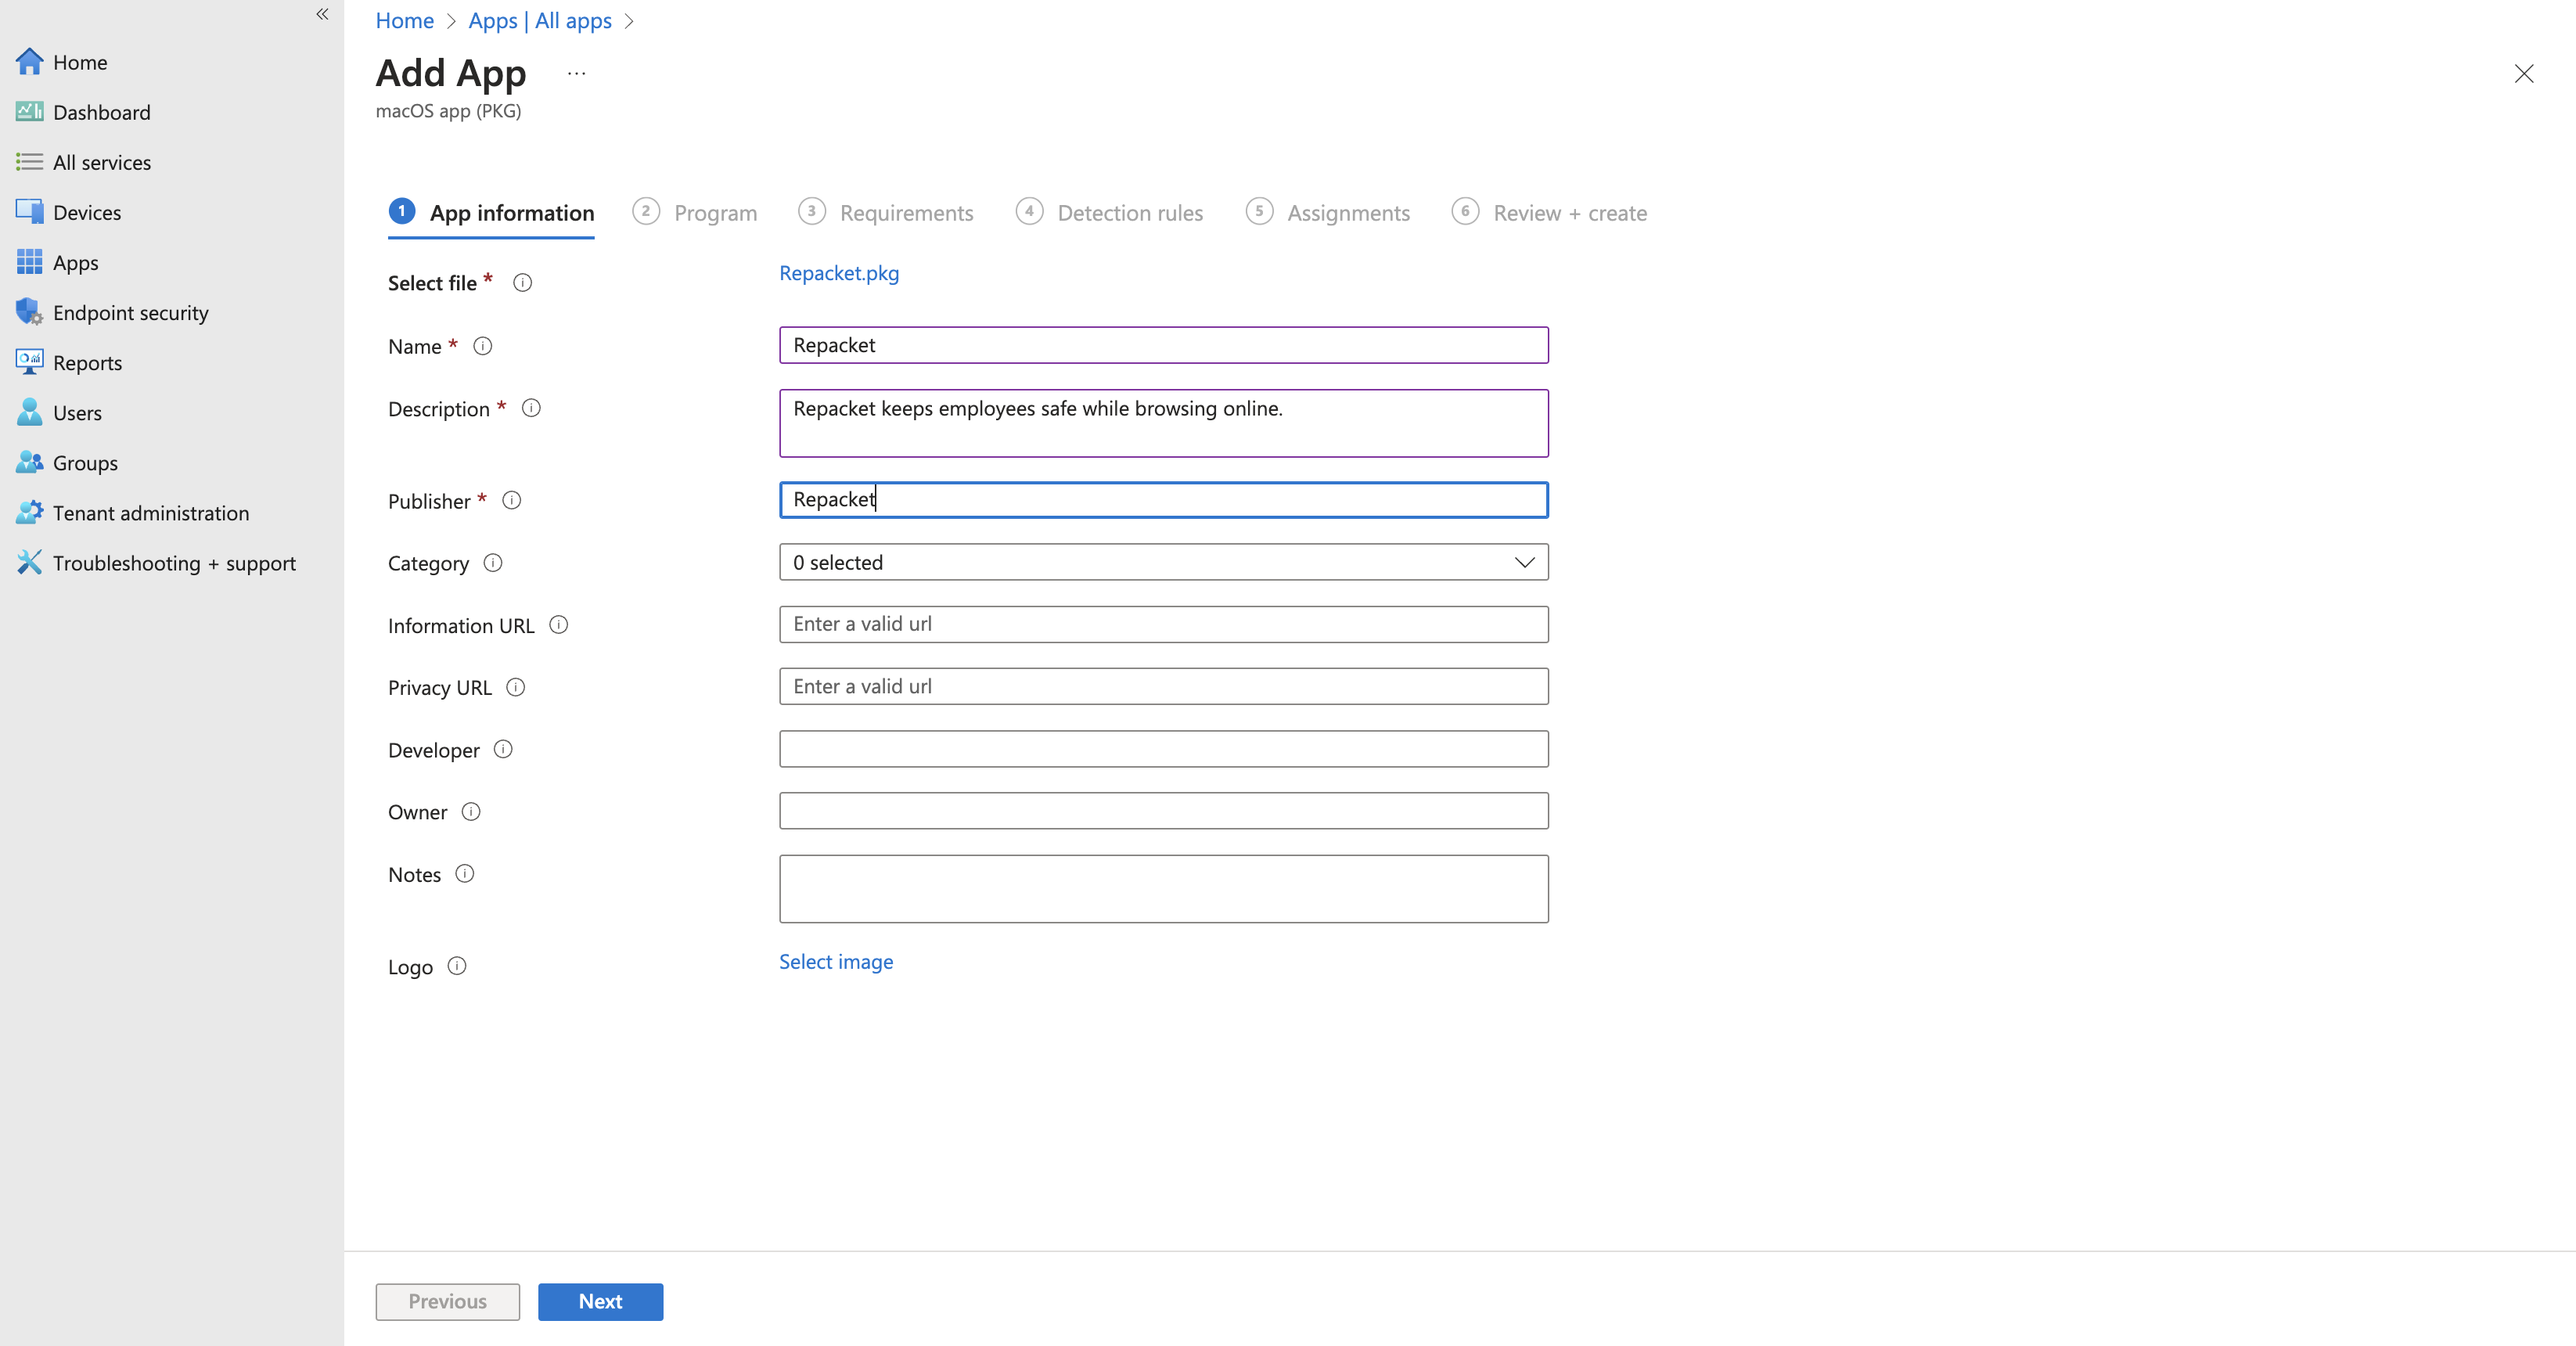 Home
Dashboard
All services
Devices
Apps
Endpoint security
Reports
Users
Groups
Tenant administration
Troubleshooting + support
Home > Apps | All apps >
Add App ...
macOS app (PKG)
1 App information 2 Program 3 Requirements 4 Detection rules 5 Assignments 6 Review + create
Select file * Repacket.pkg
Name * Repacket
Description * Repacket keeps employees safe while browsing online.
Publisher * Repacket
Category 0 selected
Information URL Enter a valid url
Privacy URL Enter a valid url
Developer
Owner
Notes
Logo Select image
Previous Next